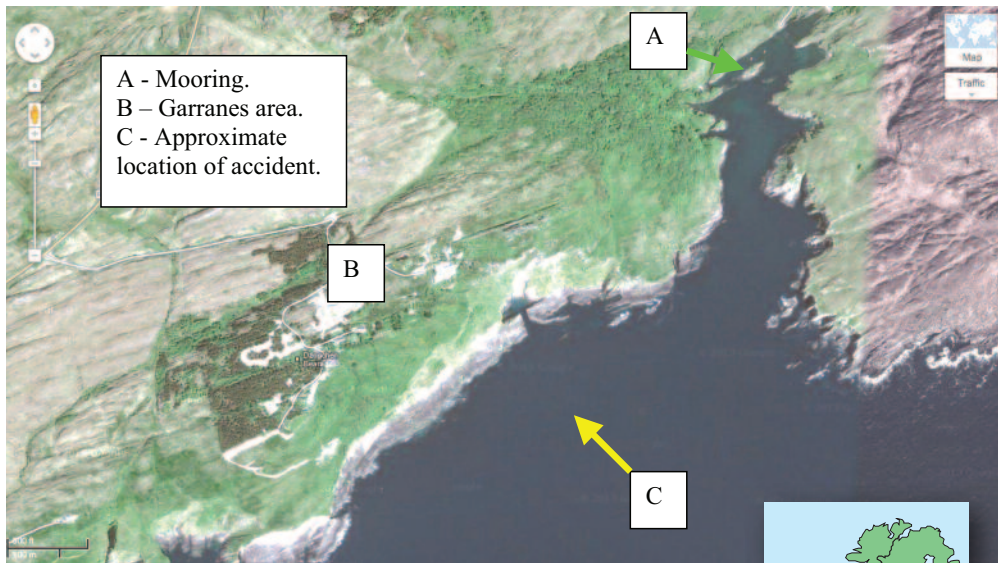 A
A - Mooring.
B – Garranes area.
C - Approximate
location of accident.
Map
Traffic
B
C